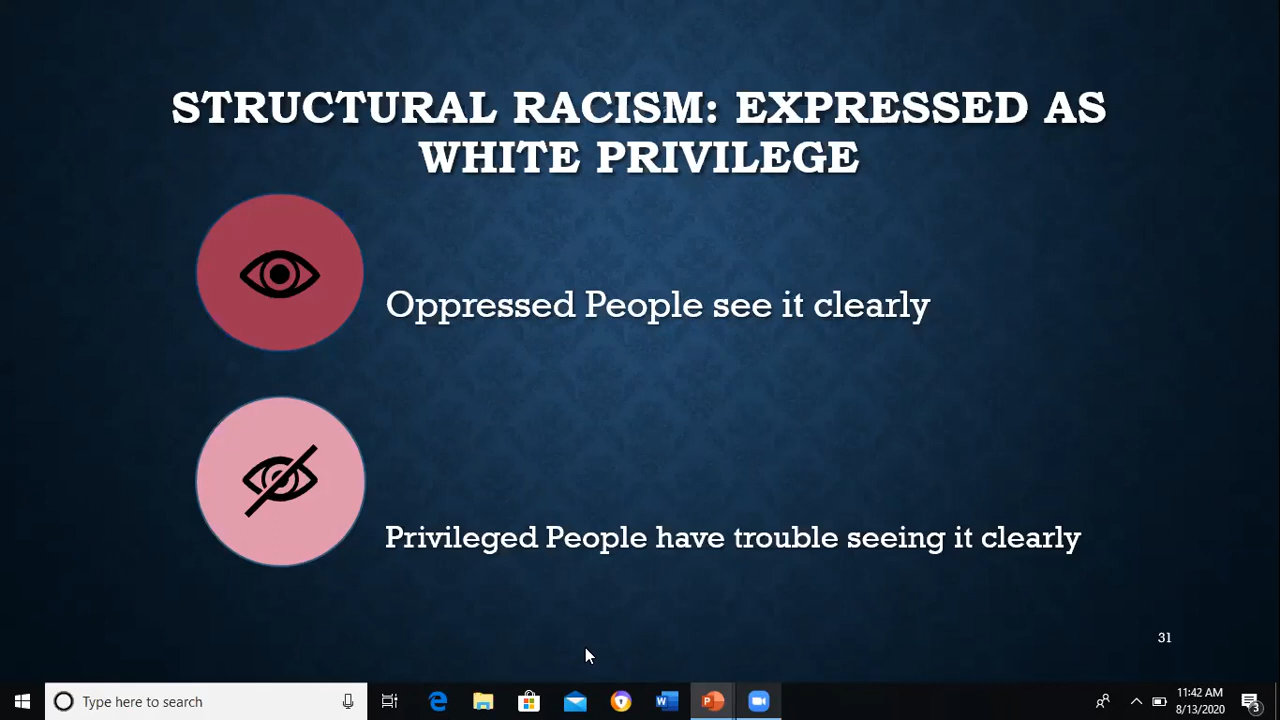 STRUCTURAL RACISM: EXPRESSED AS
WHITE PRIVILEGE
Oppressed People see it clearly
Privileged People have trouble seeing it clearly
31
Type here to search
11:42 AM
8/13/2020
3